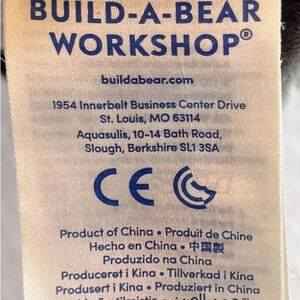 BUILD-A-BEAR
WORKSHOP®
buildabear.com
1954 Innerbelt Business Center Drive
St. Louis, MO 63114
Aquasulis, 10-14 Bath Road,
Slough, Berkshire SL1 3SA
CE
Product of China • Produit de Chine
Hecho en China • 中国製
Produzido na China
Produceret i Kina • Tillverkad i Kina
Produsert i Kina • Produziert in China